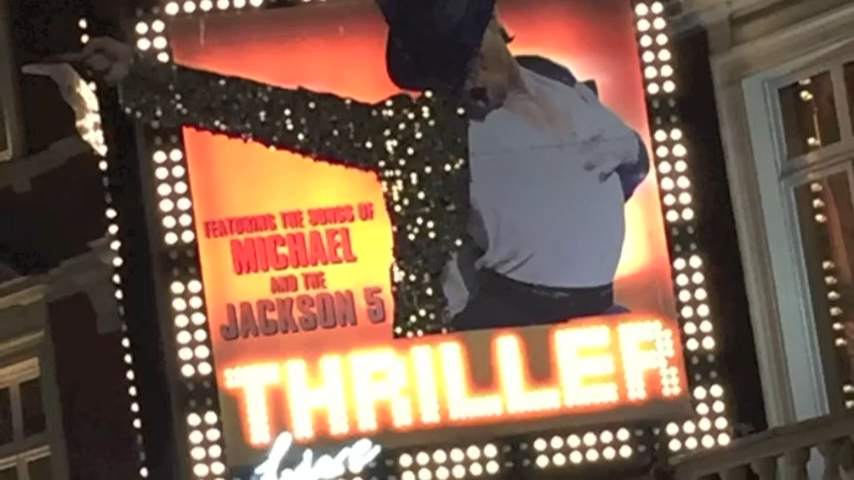 FEATURING THE SONGS OF
MICHAEL
AND THE
JACKSON 5
THRILLER